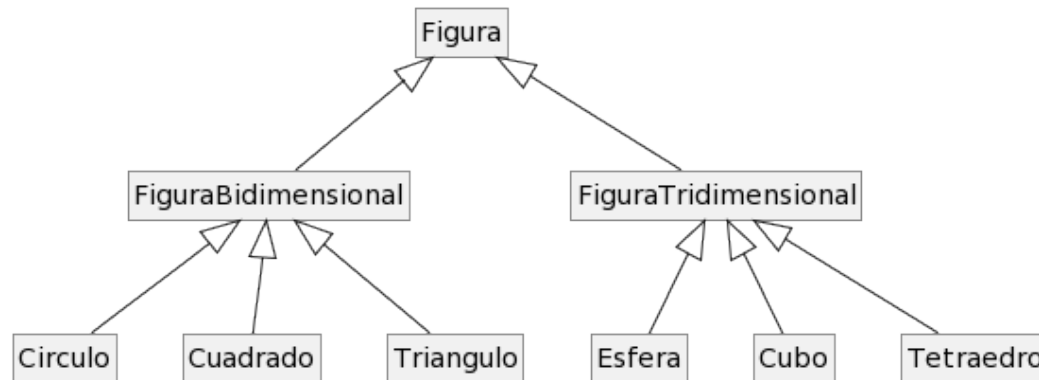 Figura
FiguraBidimensional
FiguraTridimensional
Circulo
Cuadrado
Triangulo
Esfera
Cubo
Tetraedro